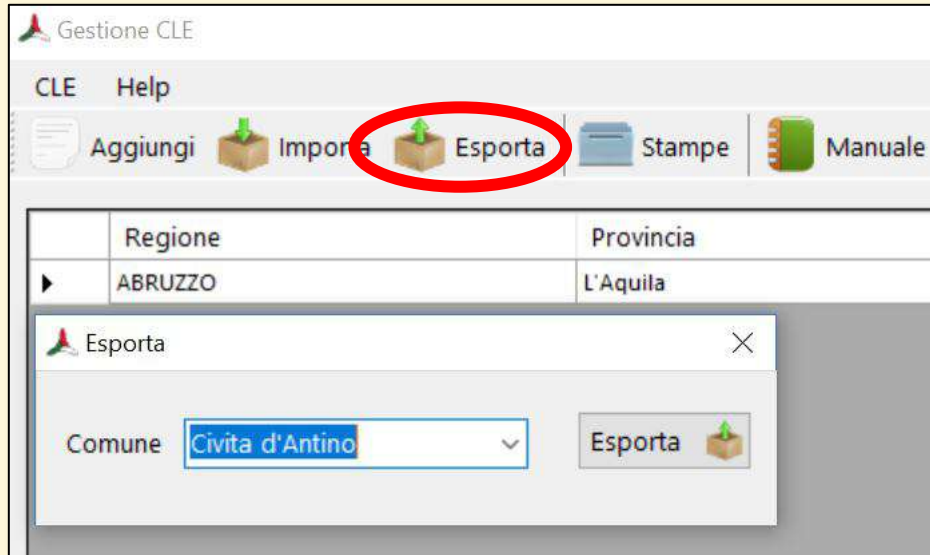 Gestione CLE
CLE Help
Aggiungi Importa Esporta Stampe Manuale
Regione Provincia
ABRUZZO L'Aquila
Esporta
Comune Civita d'Antino Esporta